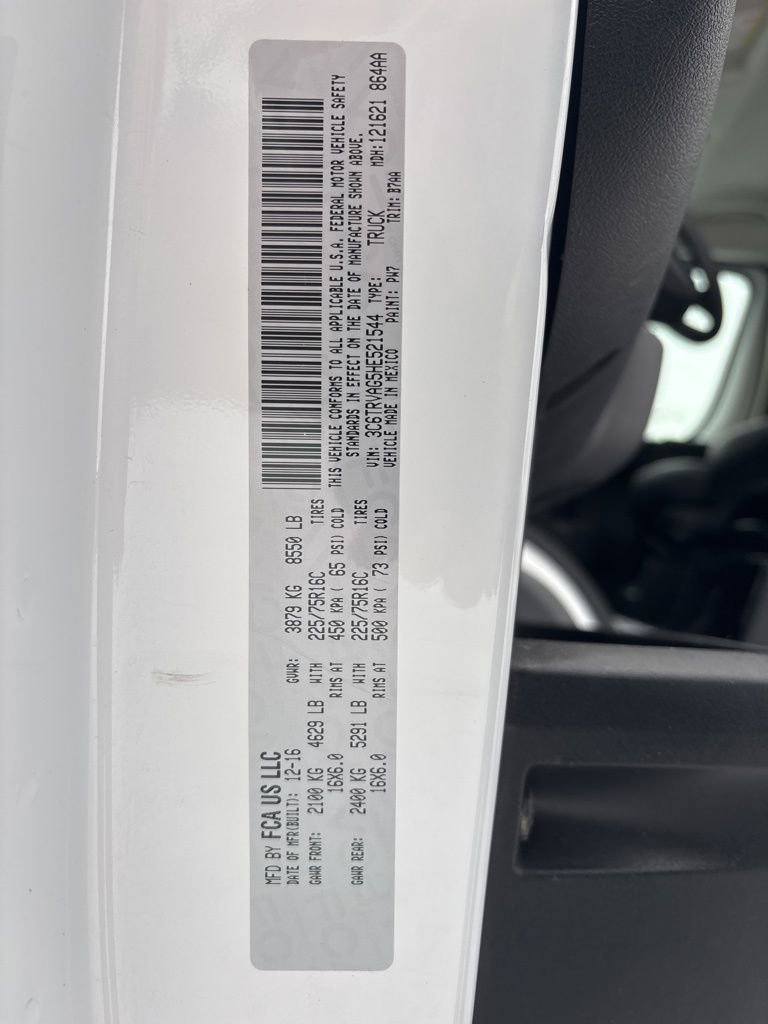 MFD BY FCA US LLC
DATE OF MFR(BUILT): 12-16 GVWR: 3879 KG 8550 LB
GAWR FRONT: 2100 KG 4629 LB WITH 225/75R16C TIRES
16X6.0 RIMS AT 450 KPA ( 65 PSI) COLD
GAWR REAR: 2400 KG 5291 LB WITH 225/75R16C TIRES
16X6.0 RIMS AT 500 KPA ( 73 PSI) COLD
THIS VEHICLE CONFORMS TO ALL APPLICABLE U.S.A. FEDERAL MOTOR VEHICLE SAFETY
STANDARDS IN EFFECT ON THE DATE OF MANUFACTURE SHOWN ABOVE.
VIN: 3C6TRVAG5HE521544 TYPE: TRUCK MDH: 121621 864AA
VEHICLE MADE IN MEXICO PAINT: PW7 TRIM: B7AA